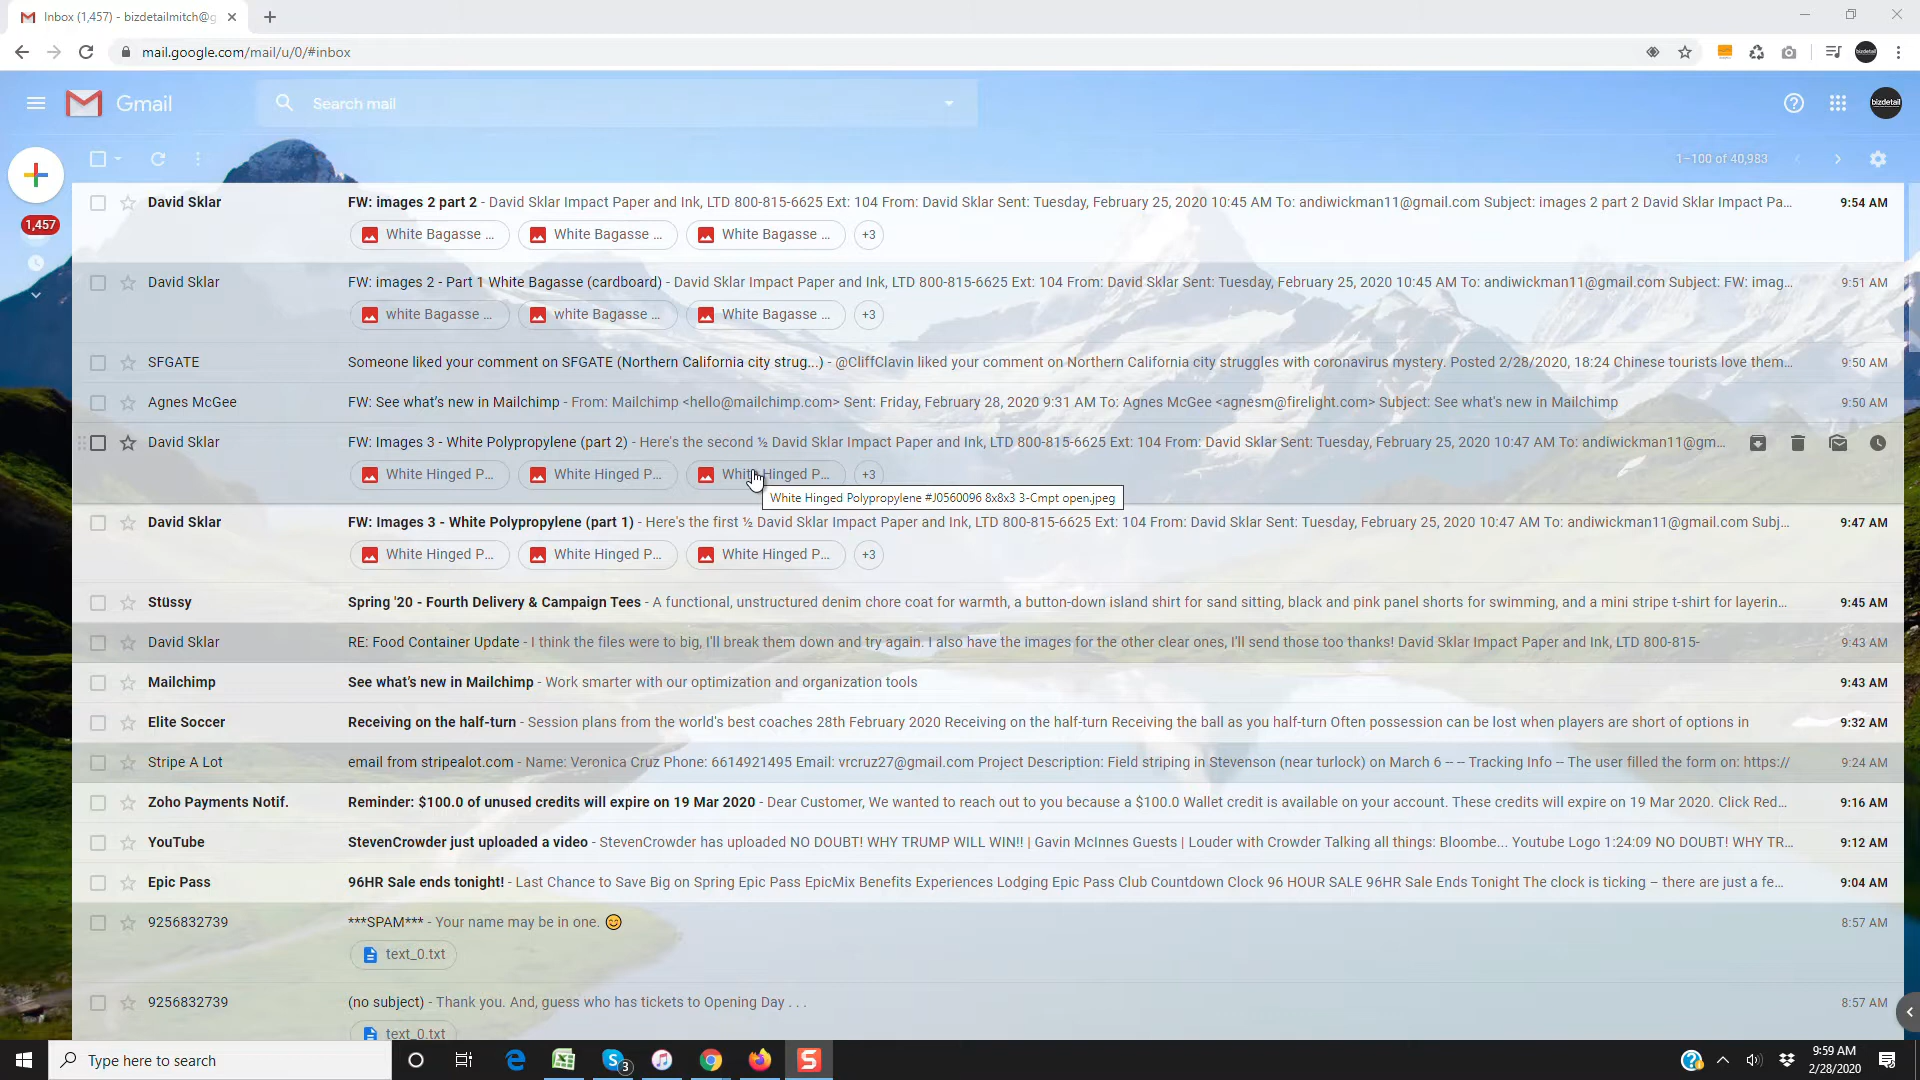 Inbox (1,457) - bizdetailmitch@g
mail.google.com/mail/u/0/#inbox
Gmail
Search mail
bizdetail
1–100 of 40,983
1,457
David Sklar
FW: images 2 part 2 - David Sklar Impact Paper and Ink, LTD 800-815-6625 Ext: 104 From: David Sklar Sent: Tuesday, February 25, 2020 10:45 AM To: andiwickman11@gmail.com Subject: images 2 part 2 David Sklar Impact Pa...
9:54 AM
White Bagasse ... White Bagasse ... White Bagasse ... +3
David Sklar
FW: images 2 - Part 1 White Bagasse (cardboard) - David Sklar Impact Paper and Ink, LTD 800-815-6625 Ext: 104 From: David Sklar Sent: Tuesday, February 25, 2020 10:45 AM To: andiwickman11@gmail.com Subject: FW: imag...
9:51 AM
white Bagasse ... white Bagasse ... White Bagasse ... +3
SFGATE
Someone liked your comment on SFGATE (Northern California city strug...) - @CliffClavin liked your comment on Northern California city struggles with coronavirus mystery. Posted 2/28/2020, 18:24 Chinese tourists love them...
9:50 AM
Agnes McGee
FW: See what's new in Mailchimp - From: Mailchimp <hello@mailchimp.com> Sent: Friday, February 28, 2020 9:31 AM To: Agnes McGee <agnesm@firelight.com> Subject: See what's new in Mailchimp
9:50 AM
David Sklar
FW: Images 3 - White Polypropylene (part 2) - Here's the second ½ David Sklar Impact Paper and Ink, LTD 800-815-6625 Ext: 104 From: David Sklar Sent: Tuesday, February 25, 2020 10:47 AM To: andiwickman11@gm...
White Hinged P... White Hinged P... White Hinged P... +3
White Hinged Polypropylene #J0560096 8x8x3 3-Cmpt open.jpeg
David Sklar
FW: Images 3 - White Polypropylene (part 1) - Here's the first ½ David Sklar Impact Paper and Ink, LTD 800-815-6625 Ext: 104 From: David Sklar Sent: Tuesday, February 25, 2020 10:47 AM To: andiwickman11@gmail.com Subj...
9:47 AM
White Hinged P... White Hinged P... White Hinged P... +3
Stüssy
Spring '20 - Fourth Delivery & Campaign Tees - A functional, unstructured denim chore coat for warmth, a button-down island shirt for sand sitting, black and pink panel shorts for swimming, and a mini stripe t-shirt for layerin...
9:45 AM
David Sklar
RE: Food Container Update - I think the files were to big, I'll break them down and try again. I also have the images for the other clear ones, I'll send those too thanks! David Sklar Impact Paper and Ink, LTD 800-815-
9:43 AM
Mailchimp
See what's new in Mailchimp - Work smarter with our optimization and organization tools
9:43 AM
Elite Soccer
Receiving on the half-turn - Session plans from the world's best coaches 28th February 2020 Receiving on the half-turn Receiving the ball as you half-turn Often possession can be lost when players are short of options in
9:32 AM
Stripe A Lot
email from stripealot.com - Name: Veronica Cruz Phone: 6614921495 Email: vrcruz27@gmail.com Project Description: Field striping in Stevenson (near turlock) on March 6 -- -- Tracking Info -- The user filled the form on: https://
9:24 AM
Zoho Payments Notif.
Reminder: $100.0 of unused credits will expire on 19 Mar 2020 - Dear Customer, We wanted to reach out to you because a $100.0 Wallet credit is available on your account. These credits will expire on 19 Mar 2020. Click Red...
9:16 AM
YouTube
StevenCrowder just uploaded a video - StevenCrowder has uploaded NO DOUBT! WHY TRUMP WILL WIN!! | Gavin McInnes Guests | Louder with Crowder Talking all things: Bloombe... Youtube Logo 1:24:09 NO DOUBT! WHY TR...
9:12 AM
Epic Pass
96HR Sale ends tonight! - Last Chance to Save Big on Spring Epic Pass EpicMix Benefits Experiences Lodging Epic Pass Club Countdown Clock 96 HOUR SALE 96HR Sale Ends Tonight The clock is ticking – there are just a fe...
9:04 AM
9256832739
***SPAM*** - Your name may be in one. 😊
8:57 AM
text_0.txt
9256832739
(no subject) - Thank you. And, guess who has tickets to Opening Day . . .
8:57 AM
text_0.txt
Type here to search
3
9:59 AM
2/28/2020